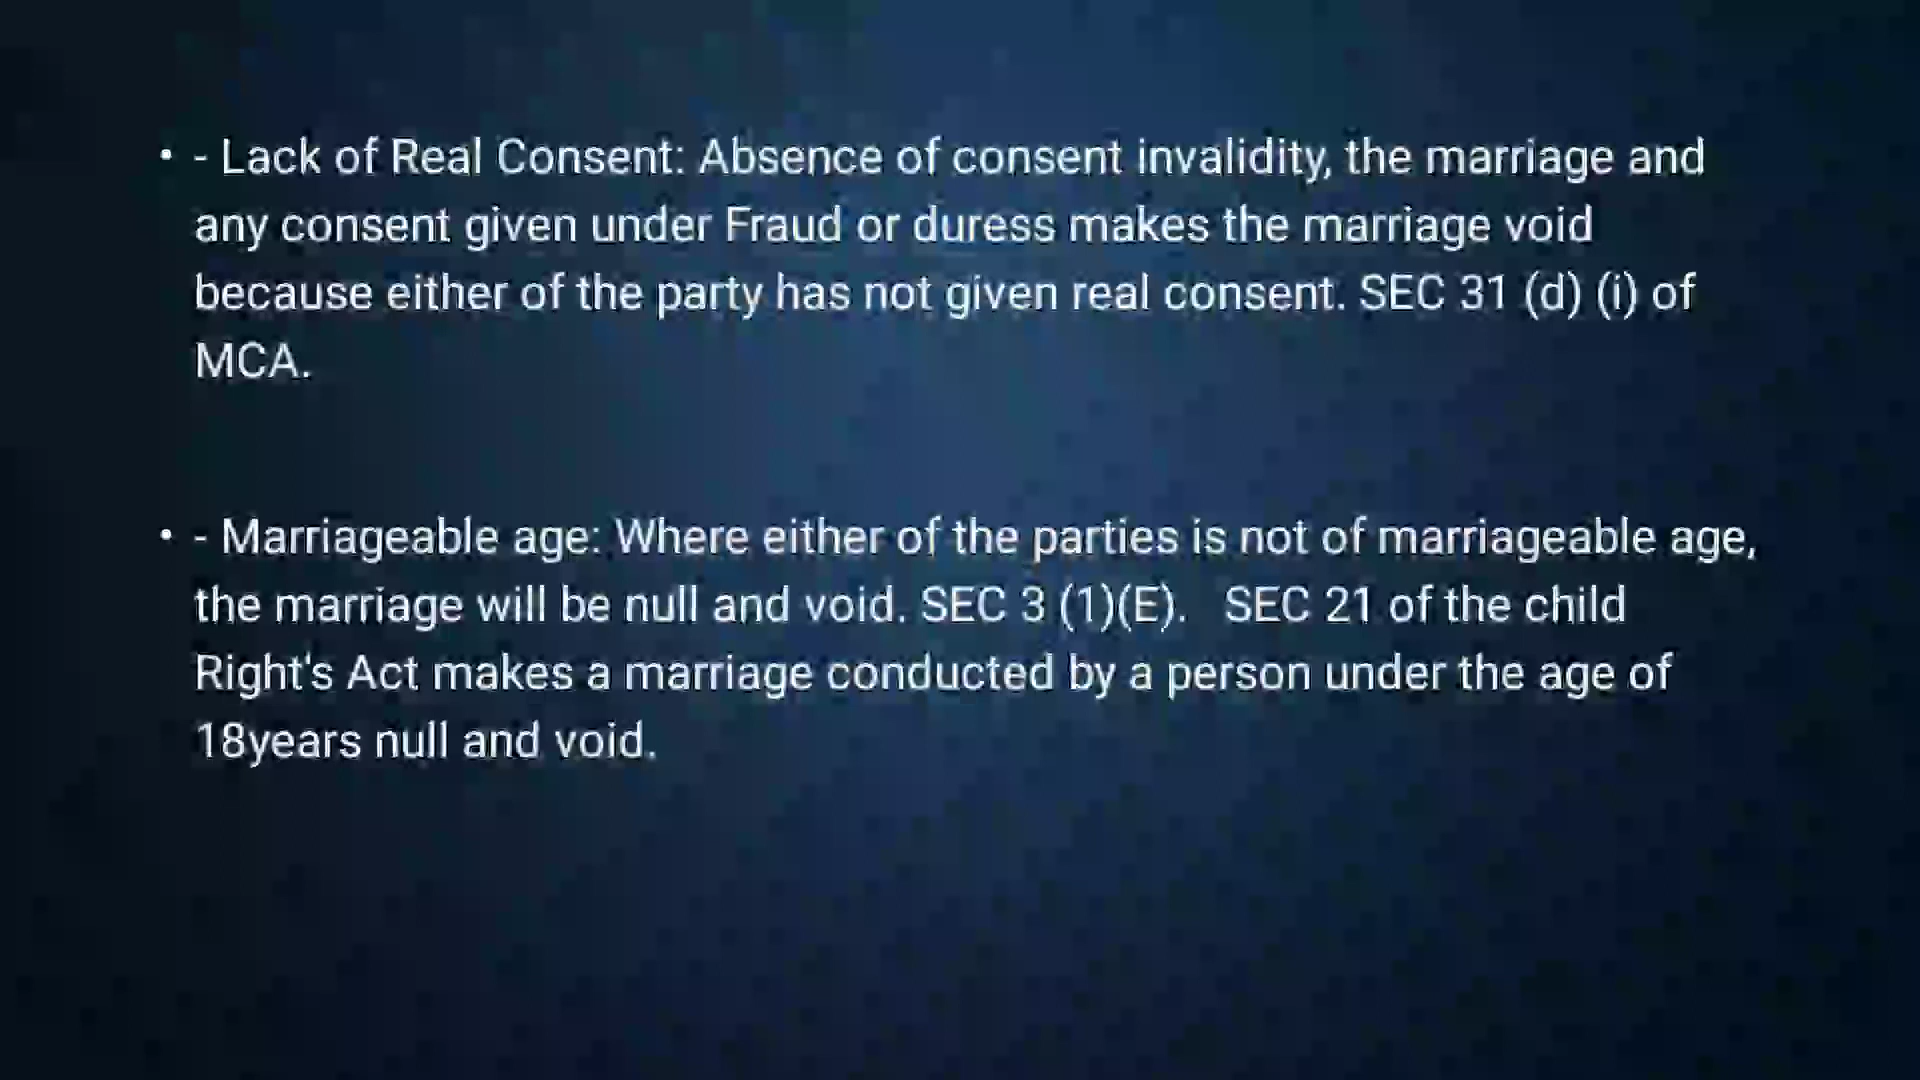 • - Lack of Real Consent: Absence of consent invalidity, the marriage and
any consent given under Fraud or duress makes the marriage void
because either of the party has not given real consent. SEC 31 (d) (i) of
MCA.
• - Marriageable age: Where either of the parties is not of marriageable age,
the marriage will be null and void. SEC 3 (1)(E).   SEC 21 of the child
Right's Act makes a marriage conducted by a person under the age of
18years null and void.